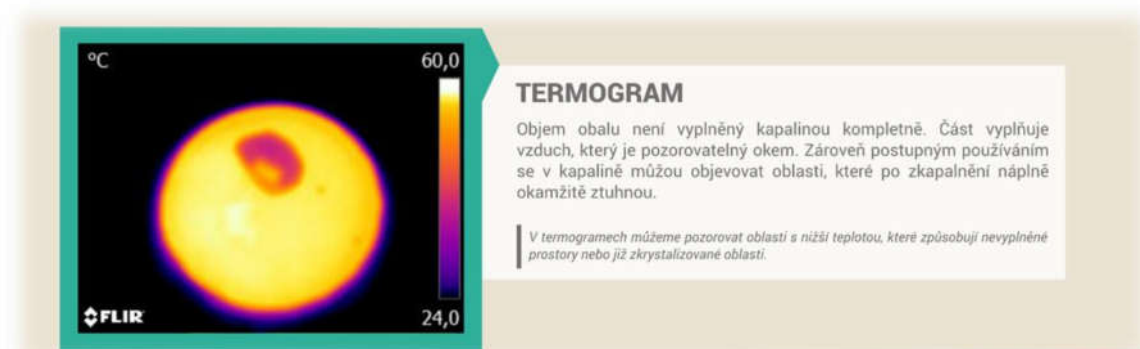 °C
60,0
24,0
FLIR
TERMOGRAM
Objem obalu není vyplněný kapalinou kompletně. Část vyplňuje
vzduch, který je pozorovatelný okem. Zároveň postupným používáním
se v kapalině můžou objevovat oblasti, které po zkapalnění náplně
okamžitě ztuhnou.
V termogramech můžeme pozorovat oblasti s nižší teplotou, které způsobují nevyplněné
prostory nebo již zkrystalizované oblasti.